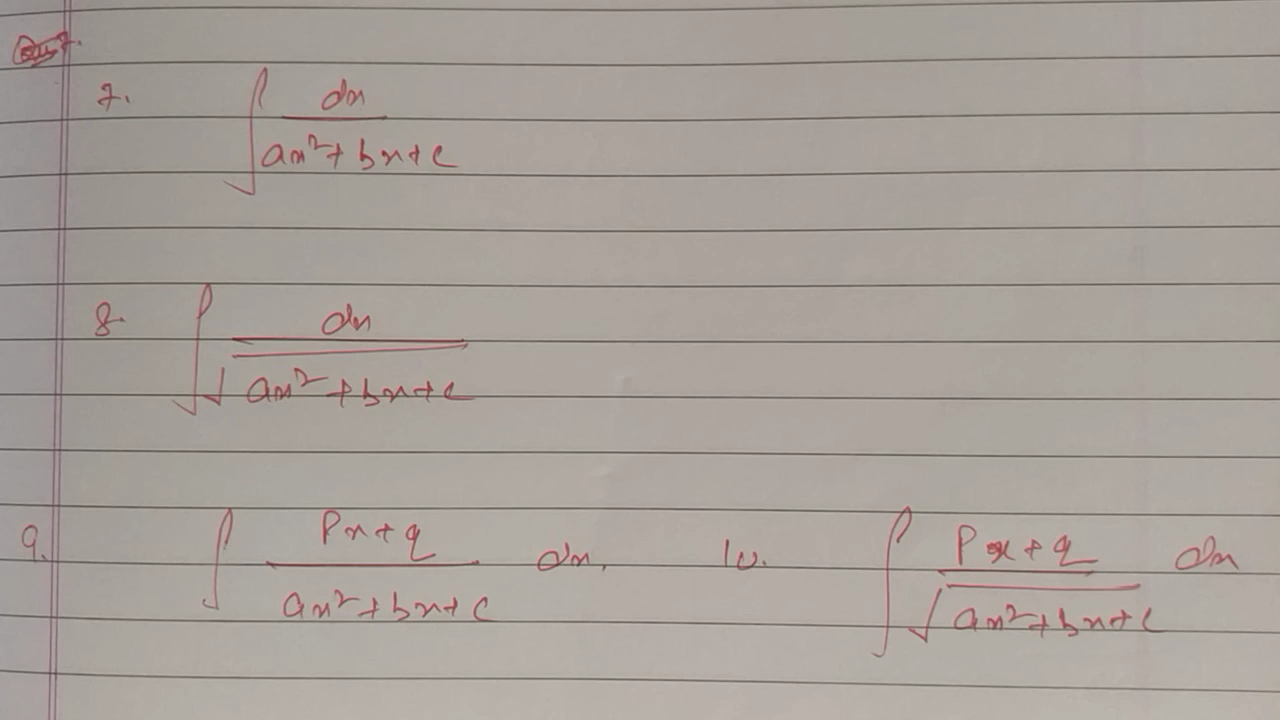 7. ∫ dx / (ax² + bx + c)
8. ∫ dx / √(ax² + bx + c)
9. ∫ (Px + q) / (ax² + bx + c) dx, 10. ∫ (Px + q) / √(ax² + bx + c) dx